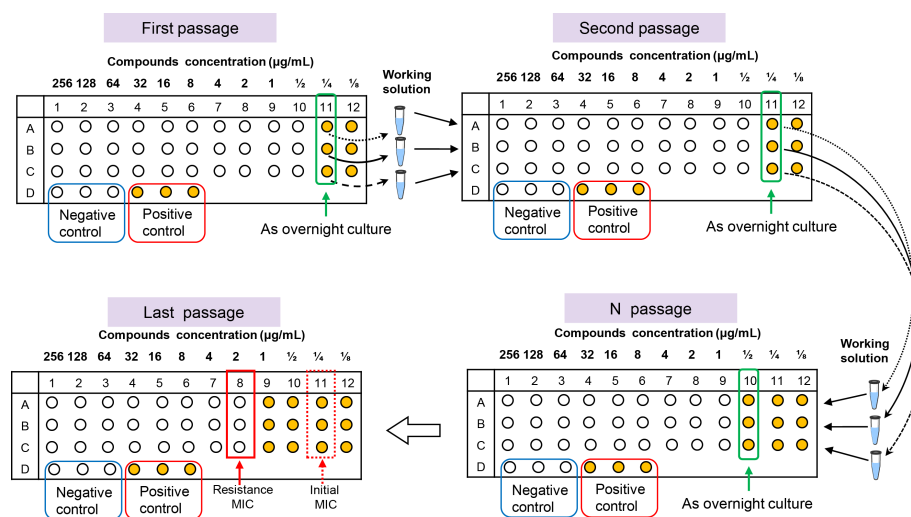 First passage
Compounds concentration (µg/mL)
256 128 64 32 16 8 4 2 1 ½ ¼ ⅛
1 2 3 4 5 6 7 8 9 10 11 12
A
B
C
D
Negative control
Positive control
As overnight culture
Working solution
Second passage
Compounds concentration (µg/mL)
256 128 64 32 16 8 4 2 1 ½ ¼ ⅛
1 2 3 4 5 6 7 8 9 10 11 12
A
B
C
D
Negative control
Positive control
As overnight culture
Last passage
Compounds concentration (µg/mL)
256 128 64 32 16 8 4 2 1 ½ ¼ ⅛
1 2 3 4 5 6 7 8 9 10 11 12
A
B
C
D
Negative control
Positive control
Resistance MIC
Initial MIC
N passage
Compounds concentration (µg/mL)
256 128 64 32 16 8 4 2 1 ½ ¼ ⅛
1 2 3 4 5 6 7 8 9 10 11 12
A
B
C
D
Negative control
Positive control
As overnight culture
Working solution